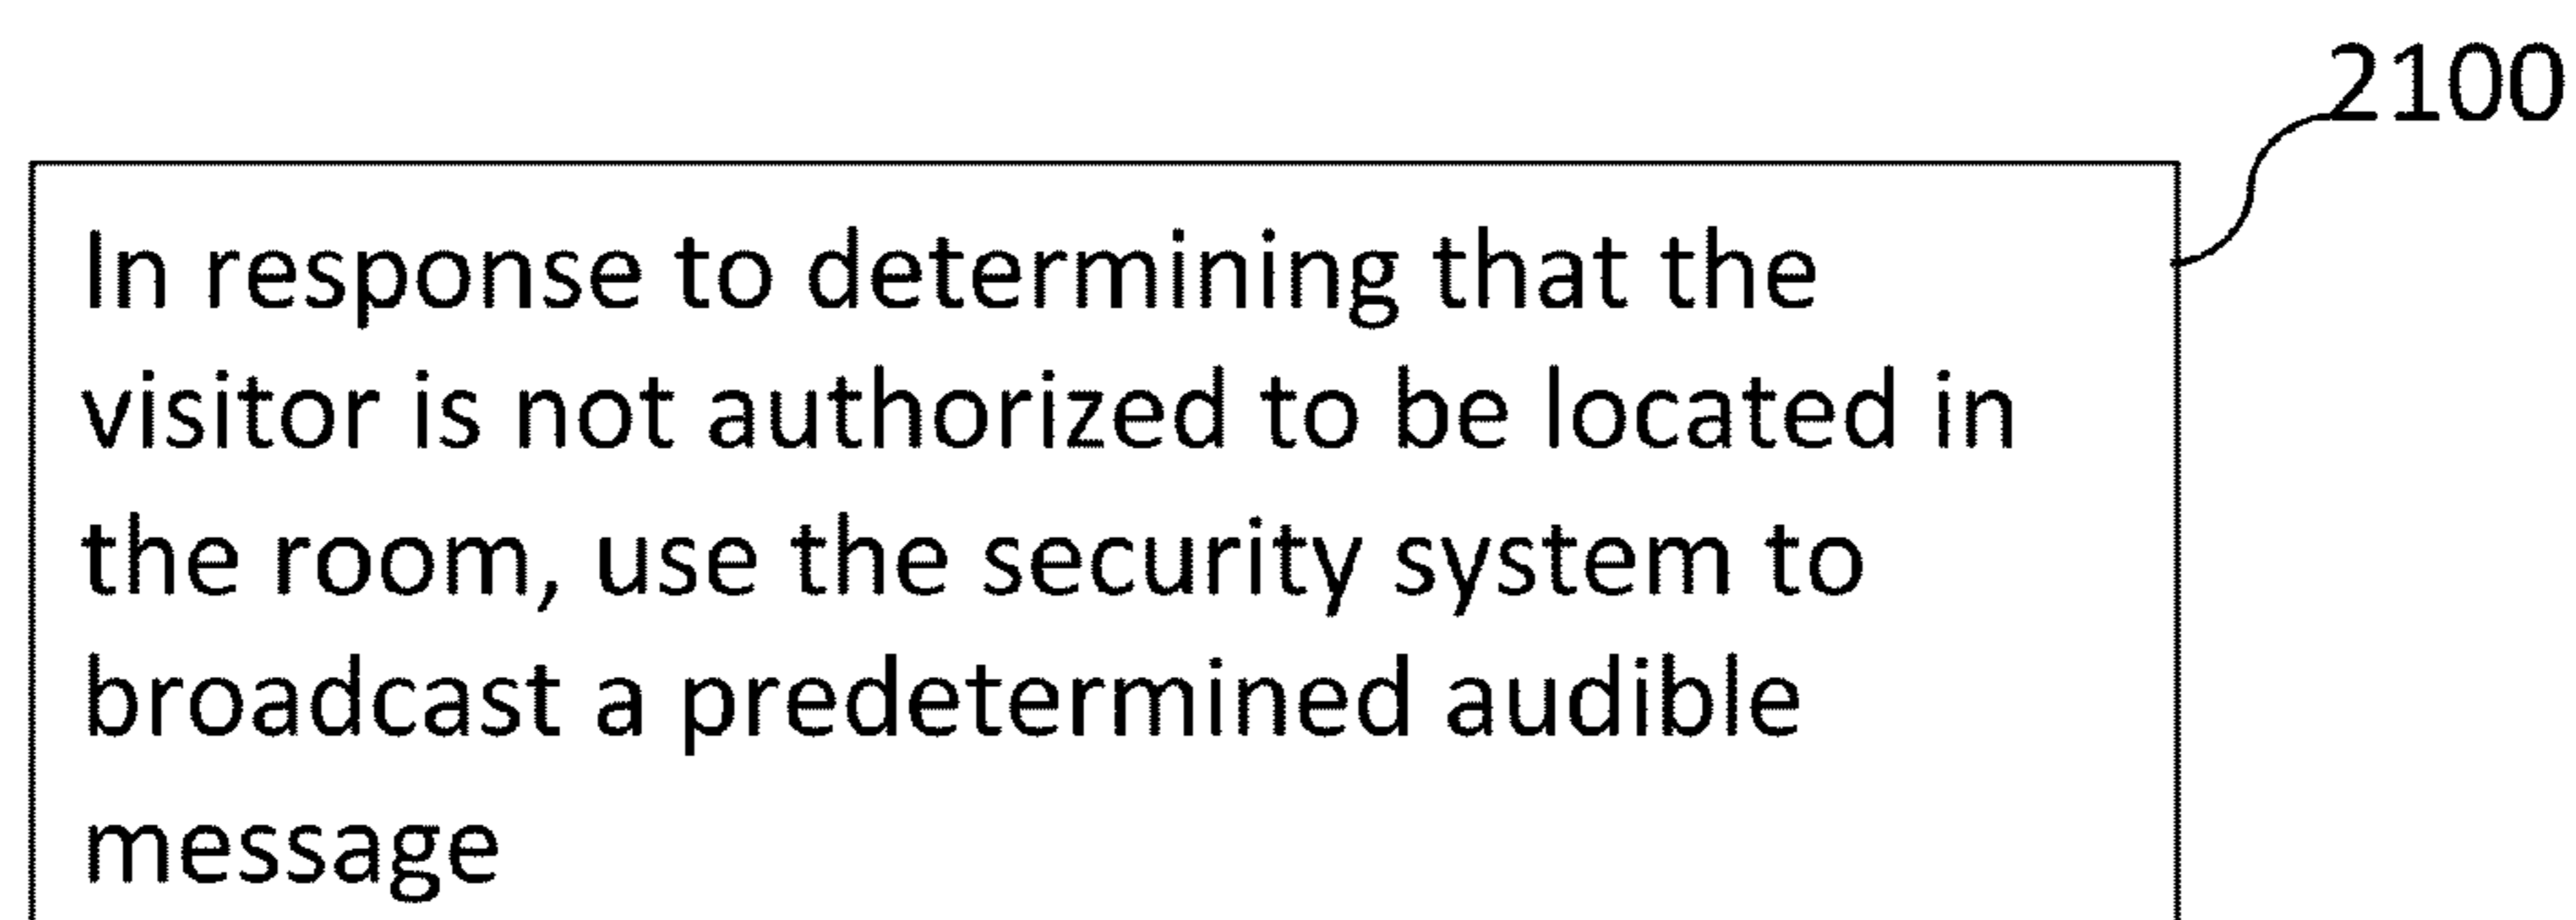 2100
In response to determining that the
visitor is not authorized to be located in
the room, use the security system to
broadcast a predetermined audible
message